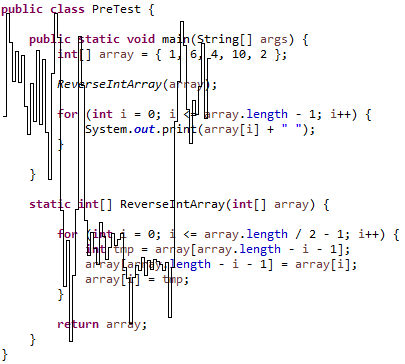 public class PreTest {
public static void main(String[] args) {
int[] array = { 1, 6, 4, 10, 2 };
ReverseIntArray(array);
for (int i = 0; i <= array.length - 1; i++) {
System.out.print(array[i] + " ");
}
}
static int[] ReverseIntArray(int[] array) {
for (int i = 0; i <= array.length / 2 - 1; i++) {
int tmp = array[array.length - i - 1];
array[array.length - i - 1] = array[i];
array[i] = tmp;
}
return array;
}
}